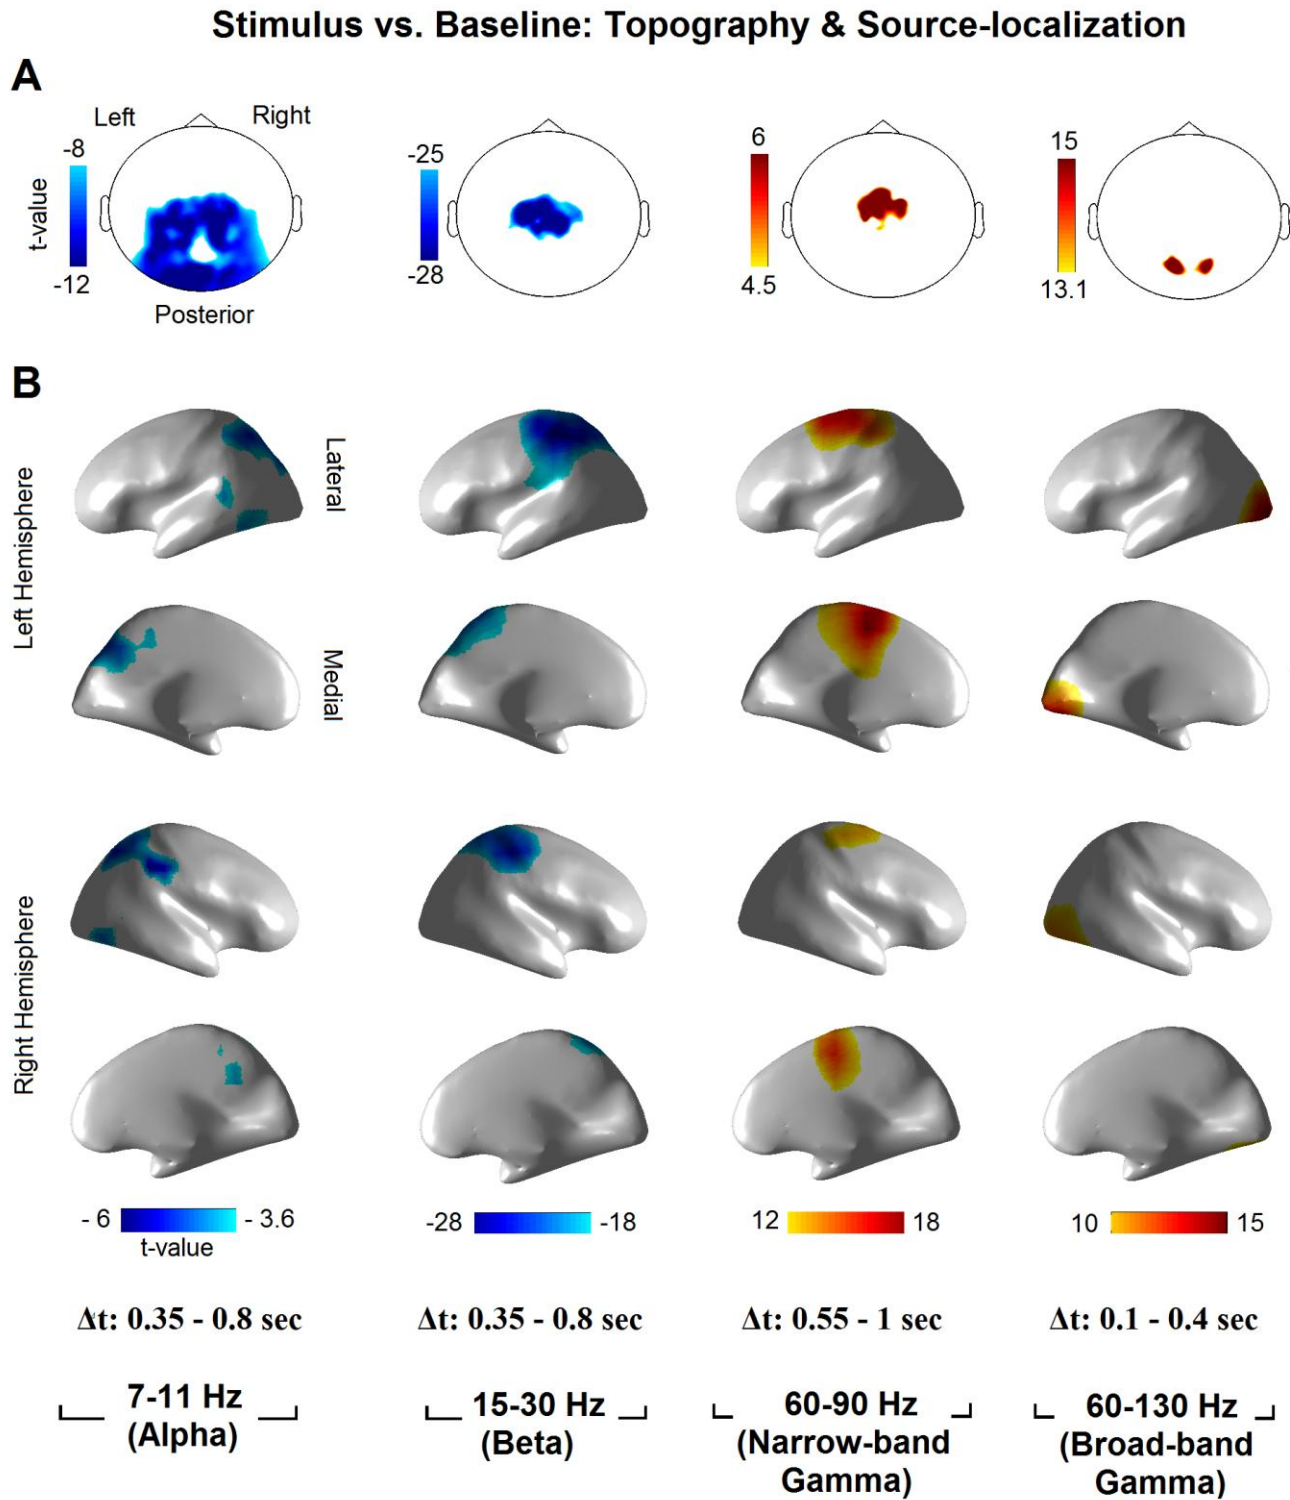 Stimulus vs. Baseline: Topography & Source-localization
A
Left
Right
-8
t-value
-12
Posterior
-25
-28
6
4.5
15
13.1
B
Left Hemisphere
Lateral
Medial
Right Hemisphere
- 6
- 3.6
t-value
-28
-18
12
18
10
15
Δt: 0.35 - 0.8 sec
Δt: 0.35 - 0.8 sec
Δt: 0.55 - 1 sec
Δt: 0.1 - 0.4 sec
7-11 Hz
(Alpha)
15-30 Hz
(Beta)
60-90 Hz
(Narrow-band
Gamma)
60-130 Hz
(Broad-band
Gamma)